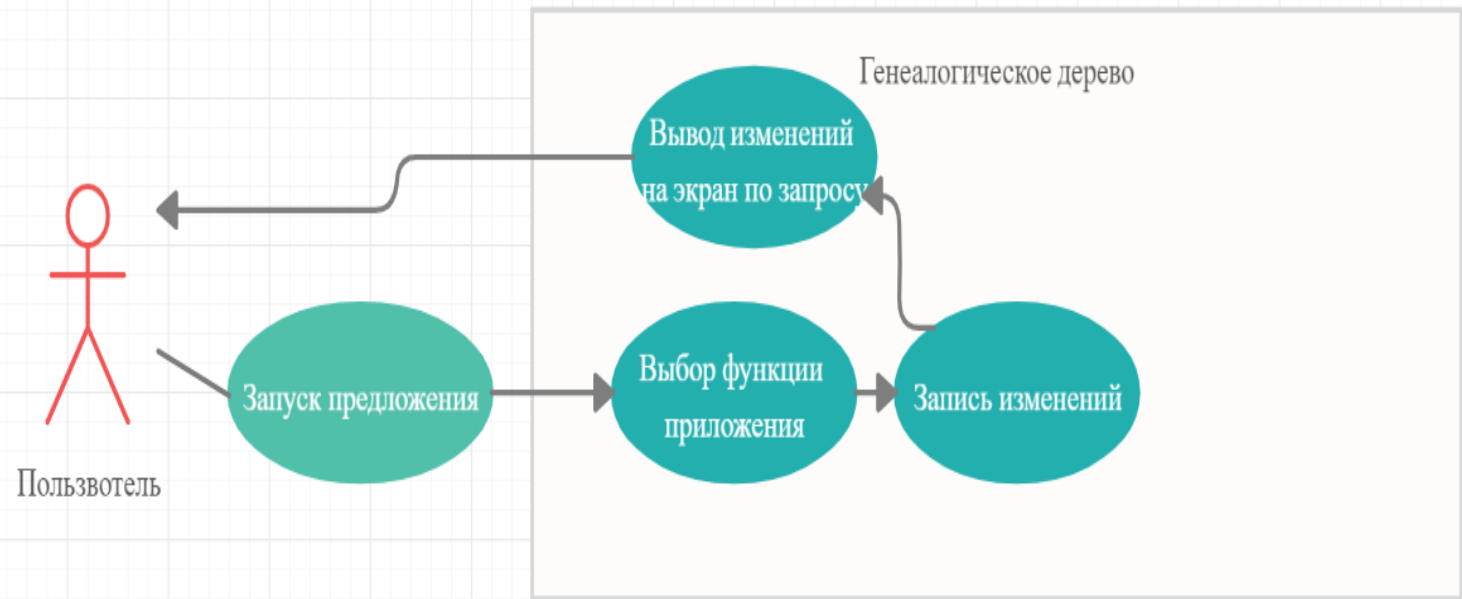 Генеалогическое дерево
Вывод изменений
на экран по запросу
Запуск предложения
Выбор функции
приложения
Запись изменений
Пользвотель